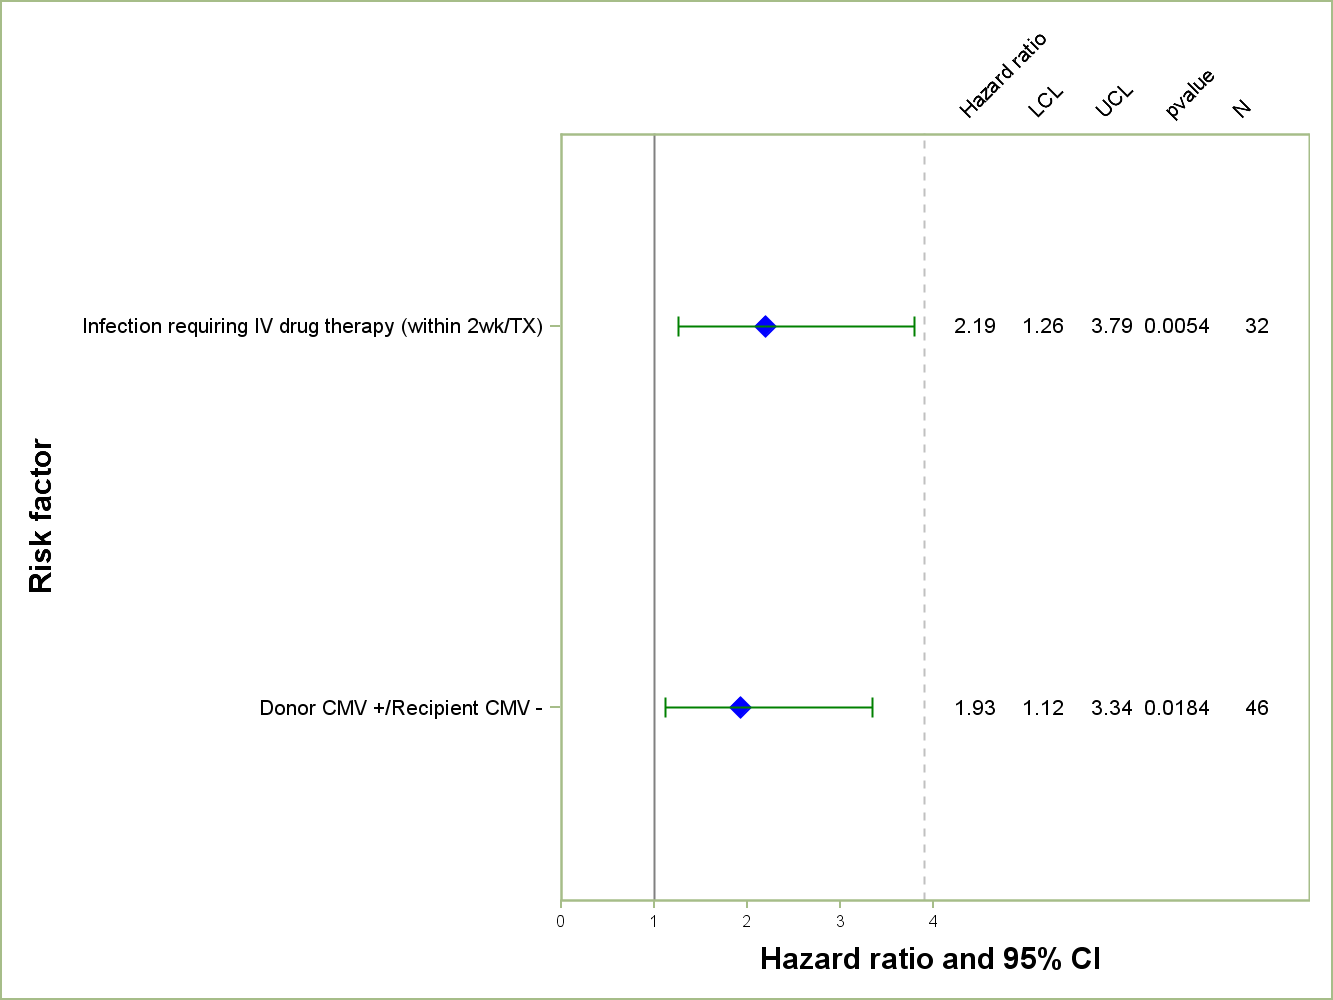 Hazard ratio LCL UCL pvalue N
Infection requiring IV drug therapy (within 2wk/TX) 2.19 1.26 3.79 0.0054 32
Risk factor
Donor CMV +/Recipient CMV - 1.93 1.12 3.34 0.0184 46
0 1 2 3 4
Hazard ratio and 95% CI